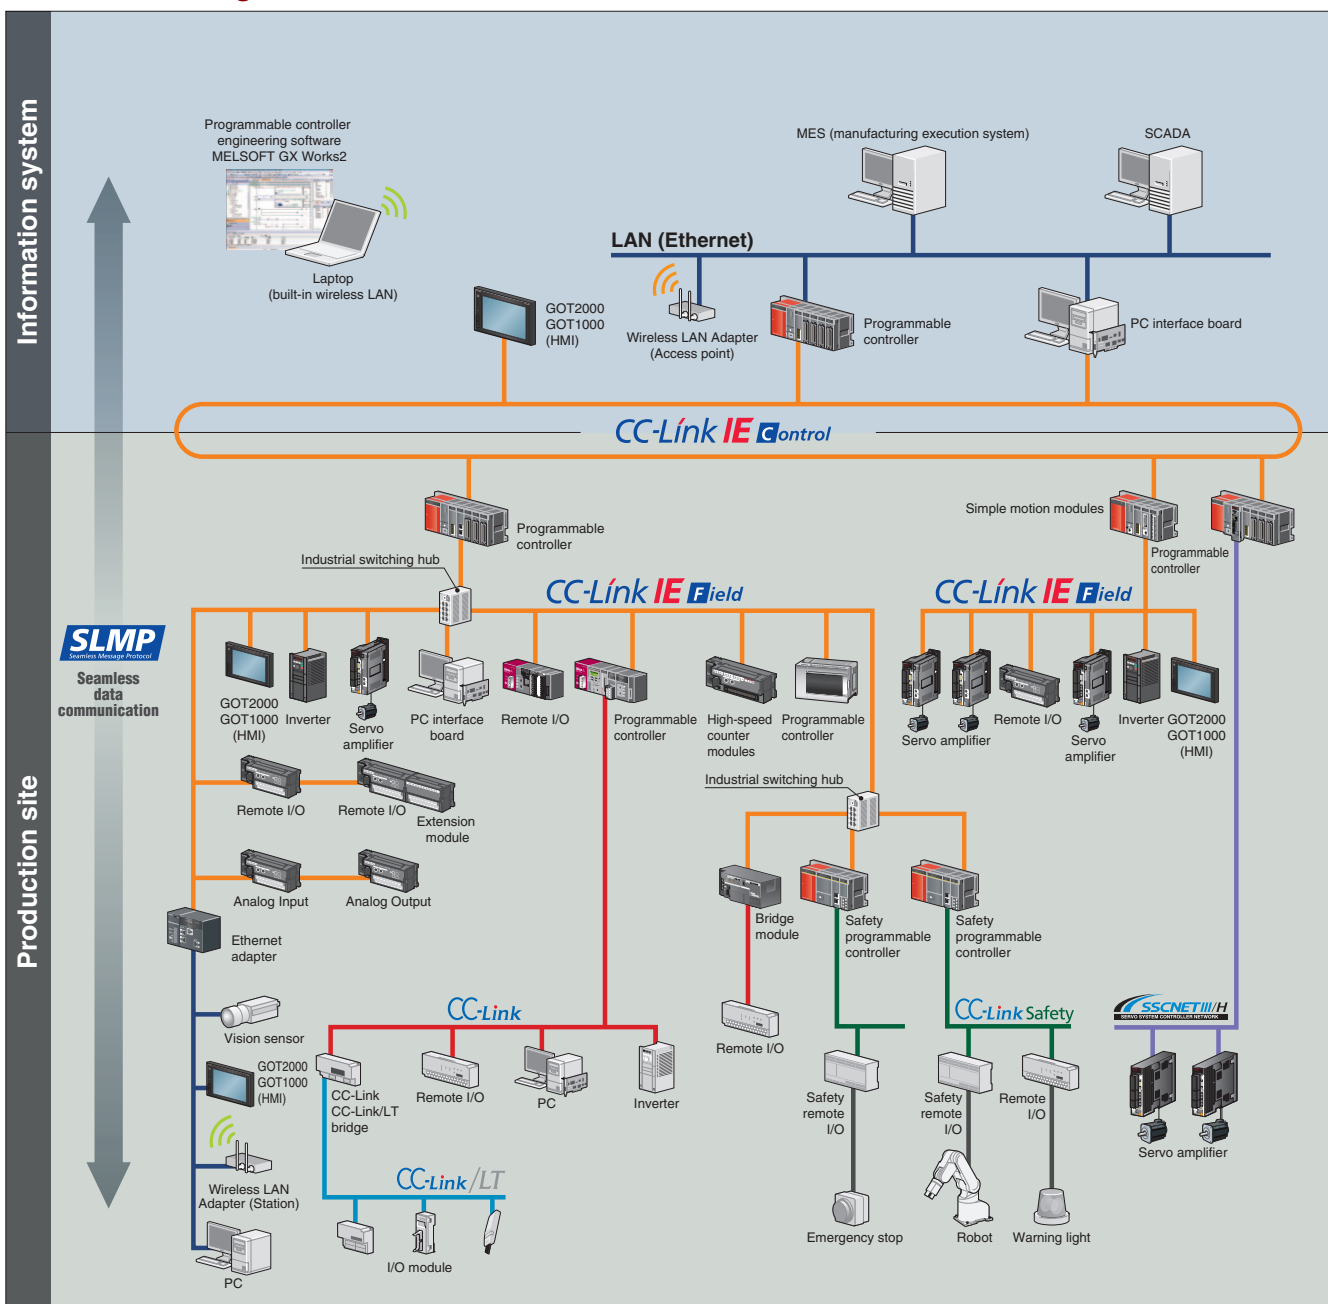 Information system
Programmable controller
engineering software
MELSOFT GX Works2
Laptop
(built-in wireless LAN)
MES (manufacturing execution system)
SCADA
LAN (Ethernet)
GOT2000
GOT1000
(HMI)
Wireless LAN Adapter
(Access point)
Programmable
controller
PC interface board
CC-Link IE Control
Production site
SLMP
Seamless Message Protocol
Seamless
data
communication
Programmable
controller
Industrial switching hub
CC-Link IE Field
Simple motion modules
Programmable
controller
CC-Link IE Field
GOT2000
GOT1000
(HMI)
Inverter
Servo
amplifier
PC interface
board
Remote I/O
Programmable
controller
High-speed
counter
modules
Programmable
controller
Servo amplifier
Remote I/O
Servo
amplifier
Inverter
GOT2000
GOT1000
(HMI)
Remote I/O
Remote I/O
Extension
module
Industrial switching hub
Analog Input
Analog Output
Ethernet
adapter
Bridge
module
Safety
programmable
controller
Safety
programmable
controller
Vision sensor
CC-Link
Remote I/O
CC-Link Safety
SSCNETIII/H
SERVO SYSTEM CONTROLLER NETWORK
GOT2000
GOT1000
(HMI)
CC-Link
CC-Link/LT
bridge
Remote I/O
PC
Inverter
Safety
remote
I/O
Safety
remote
I/O
Remote
I/O
Servo amplifier
Wireless LAN
Adapter (Station)
CC-Link/LT
PC
I/O module
Emergency stop
Robot
Warning light